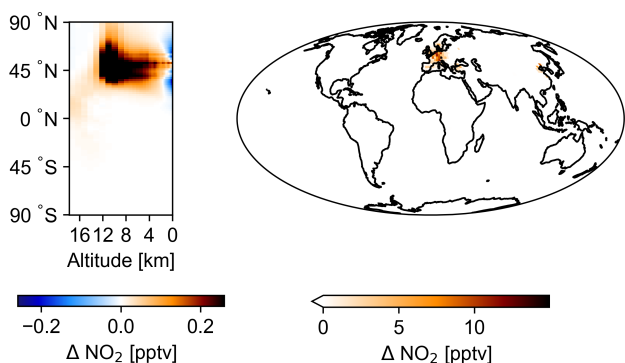 90 °N
45 °N
0 °N
45 °S
90 °S
16 12 8 4 0
Altitude [km]
−0.2 0.0 0.2
Δ NO₂ [pptv]
0 5 10
Δ NO₂ [pptv]